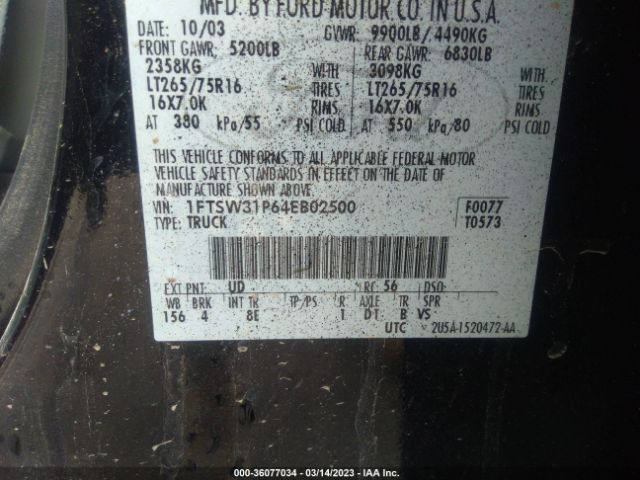 MFD. BY FORD MOTOR CO. IN U.S.A.
DATE: 10/03 GVWR: 9900LB/4490KG
FRONT GAWR: 5200LB REAR GAWR: 6830LB
2358KG WITH 3098KG WITH
LT265/75R16 TIRES LT265/75R16 TIRES
16X7.0K RIMS 16X7.0K RIMS
AT 380 kPa/55 PSI COLD AT 550 kPa/80 PSI COLD
THIS VEHICLE CONFORMS TO ALL APPLICABLE FEDERAL MOTOR
VEHICLE SAFETY STANDARDS IN EFFECT ON THE DATE OF
MANUFACTURE SHOWN ABOVE.
VIN: 1FTSW31P64EB02500 F0077
TYPE: TRUCK T0573
EXT PNT: UD RC: 56 DSO:
WB BRK INT TR TP/PS R AXLE TR SPR
156 4 8E 1 DT B VS
UTC 2U5A-1520472-AA
000-36077034 / 03/14/2023 - IAA Inc.